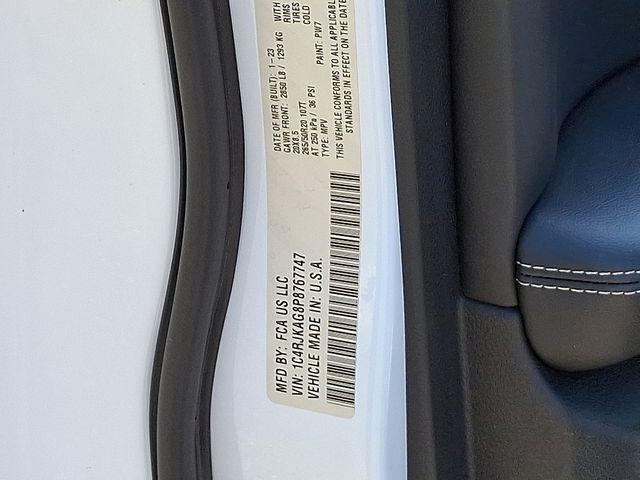 MFD BY: FCA US LLC
DATE OF MFR (BUILT): 1-23
GAWR FRONT: 2850 LB / 1293 KG WITH
20X8.5 RIMS
265/50R20 107T TIRES
AT 250 kPa / 36 PSI COLD
TYPE: MPV PAINT: PW7
THIS VEHICLE CONFORMS TO ALL APPLICABLE
STANDARDS IN EFFECT ON THE DATE
VIN: 1C4RJKAG8P8767747
VEHICLE MADE IN: U.S.A.